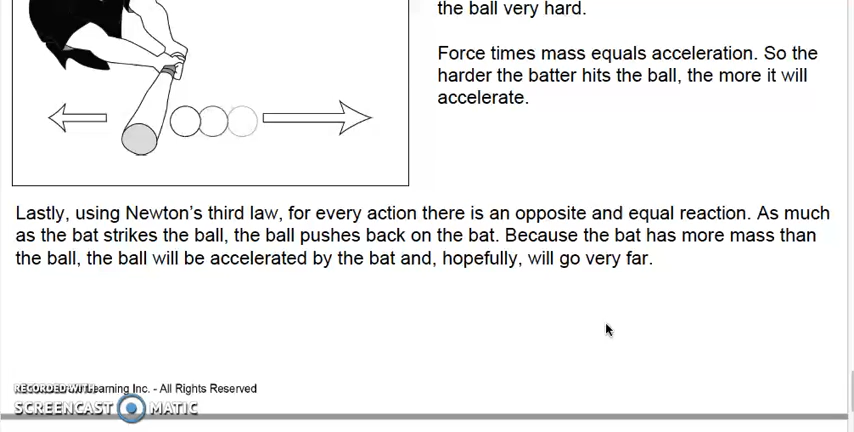 the ball very hard.
Force times mass equals acceleration. So the
harder the batter hits the ball, the more it will
accelerate.
Lastly, using Newton's third law, for every action there is an opposite and equal reaction. As much
as the bat strikes the ball, the ball pushes back on the bat. Because the bat has more mass than
the ball, the ball will be accelerated by the bat and, hopefully, will go very far.
RECORDED WITH
Learning Inc. - All Rights Reserved
SCREENCAST MATIC